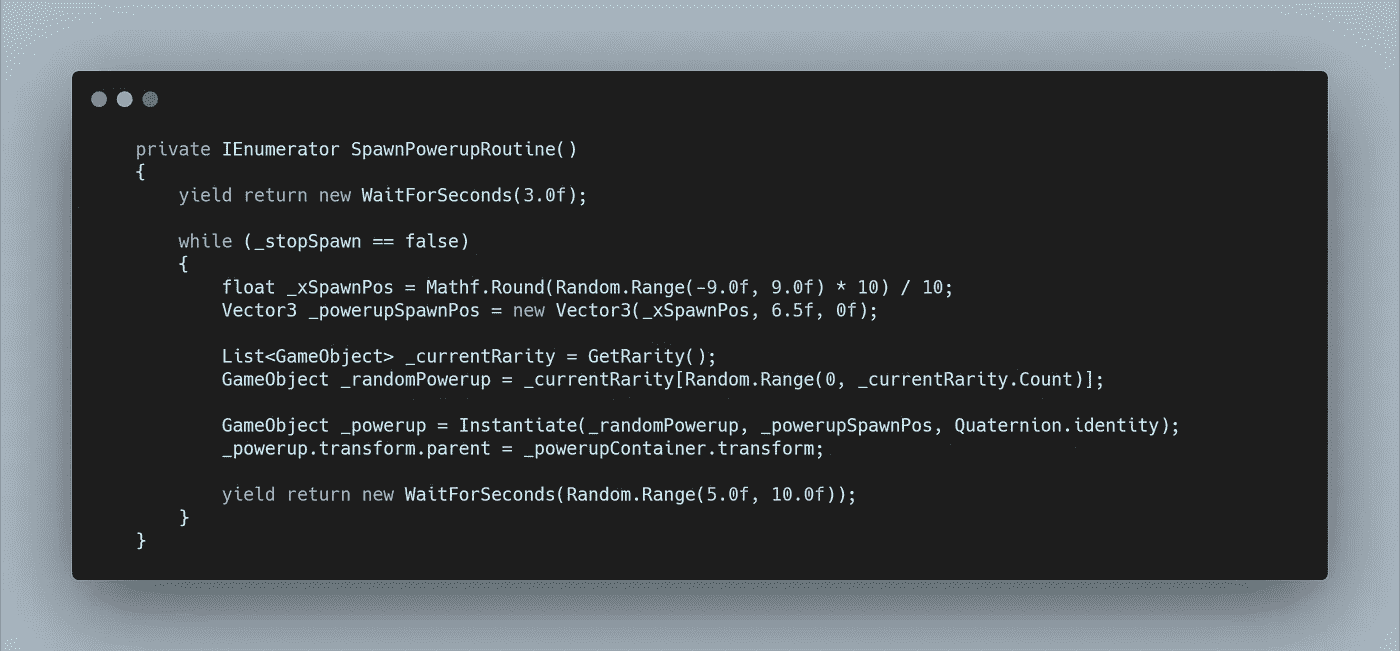 private IEnumerator SpawnPowerupRoutine()
{
    yield return new WaitForSeconds(3.0f);

    while (_stopSpawn == false)
    {
        float _xSpawnPos = Mathf.Round(Random.Range(-9.0f, 9.0f) * 10) / 10;
        Vector3 _powerupSpawnPos = new Vector3(_xSpawnPos, 6.5f, 0f);

        List<GameObject> _currentRarity = GetRarity();
        GameObject _randomPowerup = _currentRarity[Random.Range(0, _currentRarity.Count)];

        GameObject _powerup = Instantiate(_randomPowerup, _powerupSpawnPos, Quaternion.identity);
        _powerup.transform.parent = _powerupContainer.transform;

        yield return new WaitForSeconds(Random.Range(5.0f, 10.0f));
    }
}